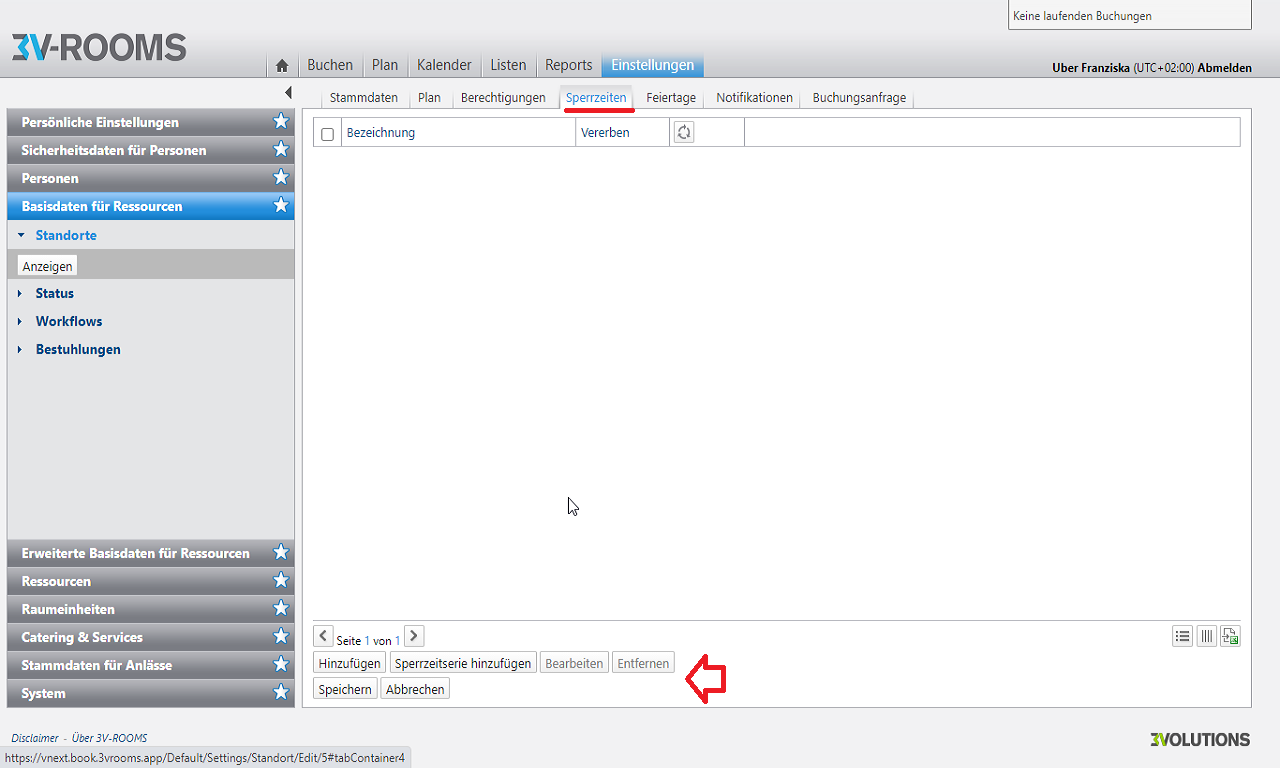 Keine laufenden Buchungen
3V-ROOMS
Buchen Plan Kalender Listen Reports Einstellungen
Uber Franziska (UTC+02:00) Abmelden
Stammdaten Plan Berechtigungen Sperrzeiten Feiertage Notifikationen Buchungsanfrage
Persönliche Einstellungen
Sicherheitsdaten für Personen
Personen
Basisdaten für Ressourcen
Standorte
Anzeigen
Status
Workflows
Bestuhlungen
Erweiterte Basisdaten für Ressourcen
Ressourcen
Raumeinheiten
Catering & Services
Stammdaten für Anlässe
System
Bezeichnung Vererben
Seite 1 von 1
Hinzufügen Sperrzeitserie hinzufügen Bearbeiten Entfernen
Speichern Abbrechen
Disclaimer - Über 3V-ROOMS
3VOLUTIONS
https://vnext.book.3vrooms.app/Default/Settings/Standort/Edit/5#tabContainer4